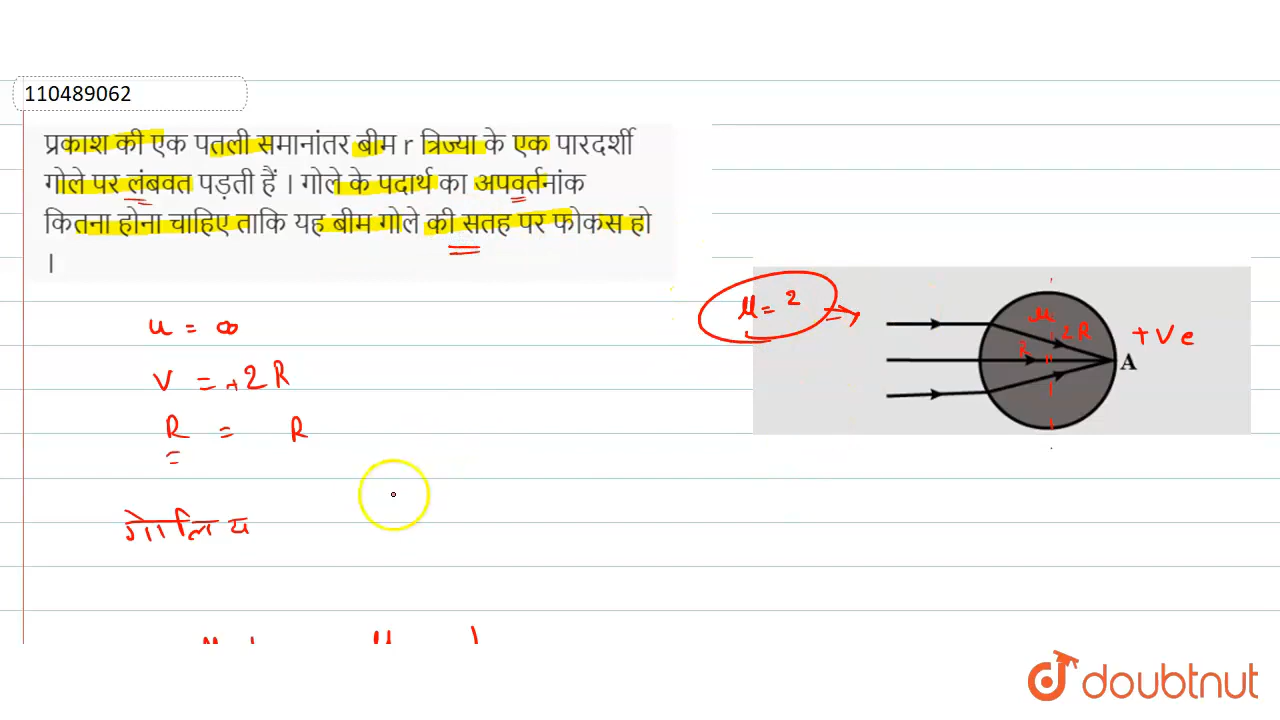 110489062
प्रकाश की एक पतली समानांतर बीम r त्रिज्या के एक पारदर्शी
गोले पर लंबवत पड़ती हैं । गोले के पदार्थ का अपवर्तनांक
कितना होना चाहिए ताकि यह बीम गोले की सतह पर फोकस हो
।
μ = 2
μ
2R
R
A
+ve
u = ∞
v = +2R
R = R
गोलिय
doubtnut